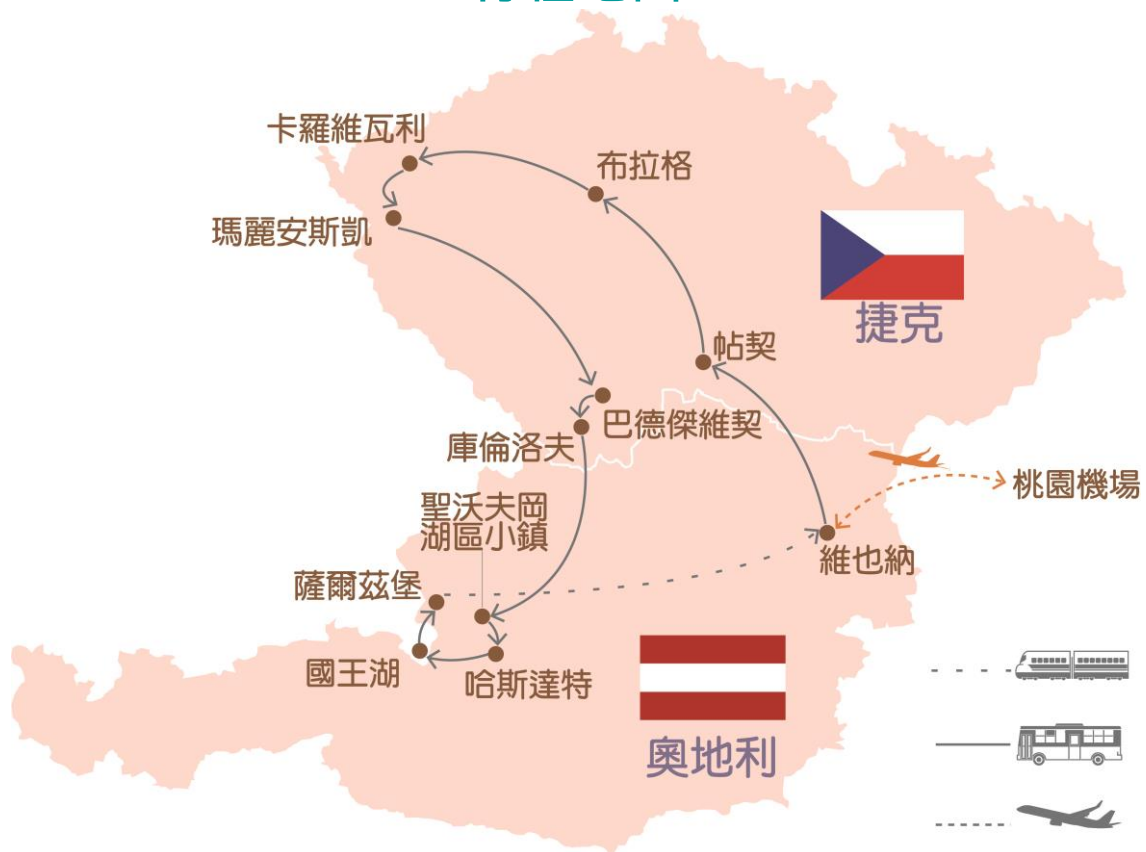 卡羅維瓦利
布拉格
瑪麗安斯凱
捷克
帖契
巴德傑維契
庫倫洛夫
桃園機場
聖沃夫岡
湖區小鎮
維也納
薩爾茲堡
國王湖
哈斯達特
奧地利